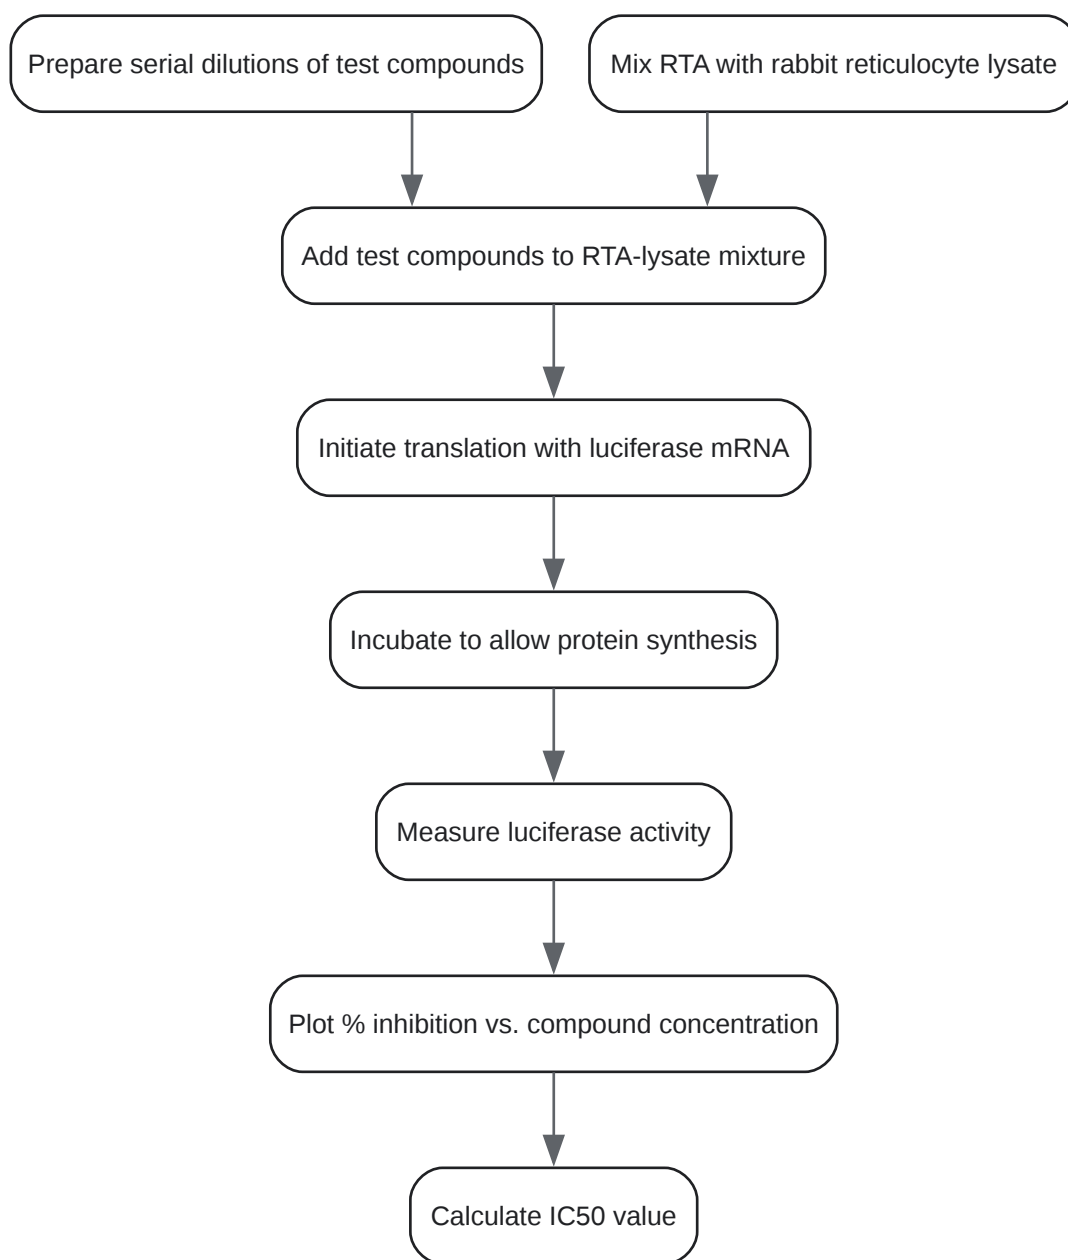 Prepare serial dilutions of test compounds
Mix RTA with rabbit reticulocyte lysate
Add test compounds to RTA-lysate mixture
Initiate translation with luciferase mRNA
Incubate to allow protein synthesis
Measure luciferase activity
Plot % inhibition vs. compound concentration
Calculate IC50 value